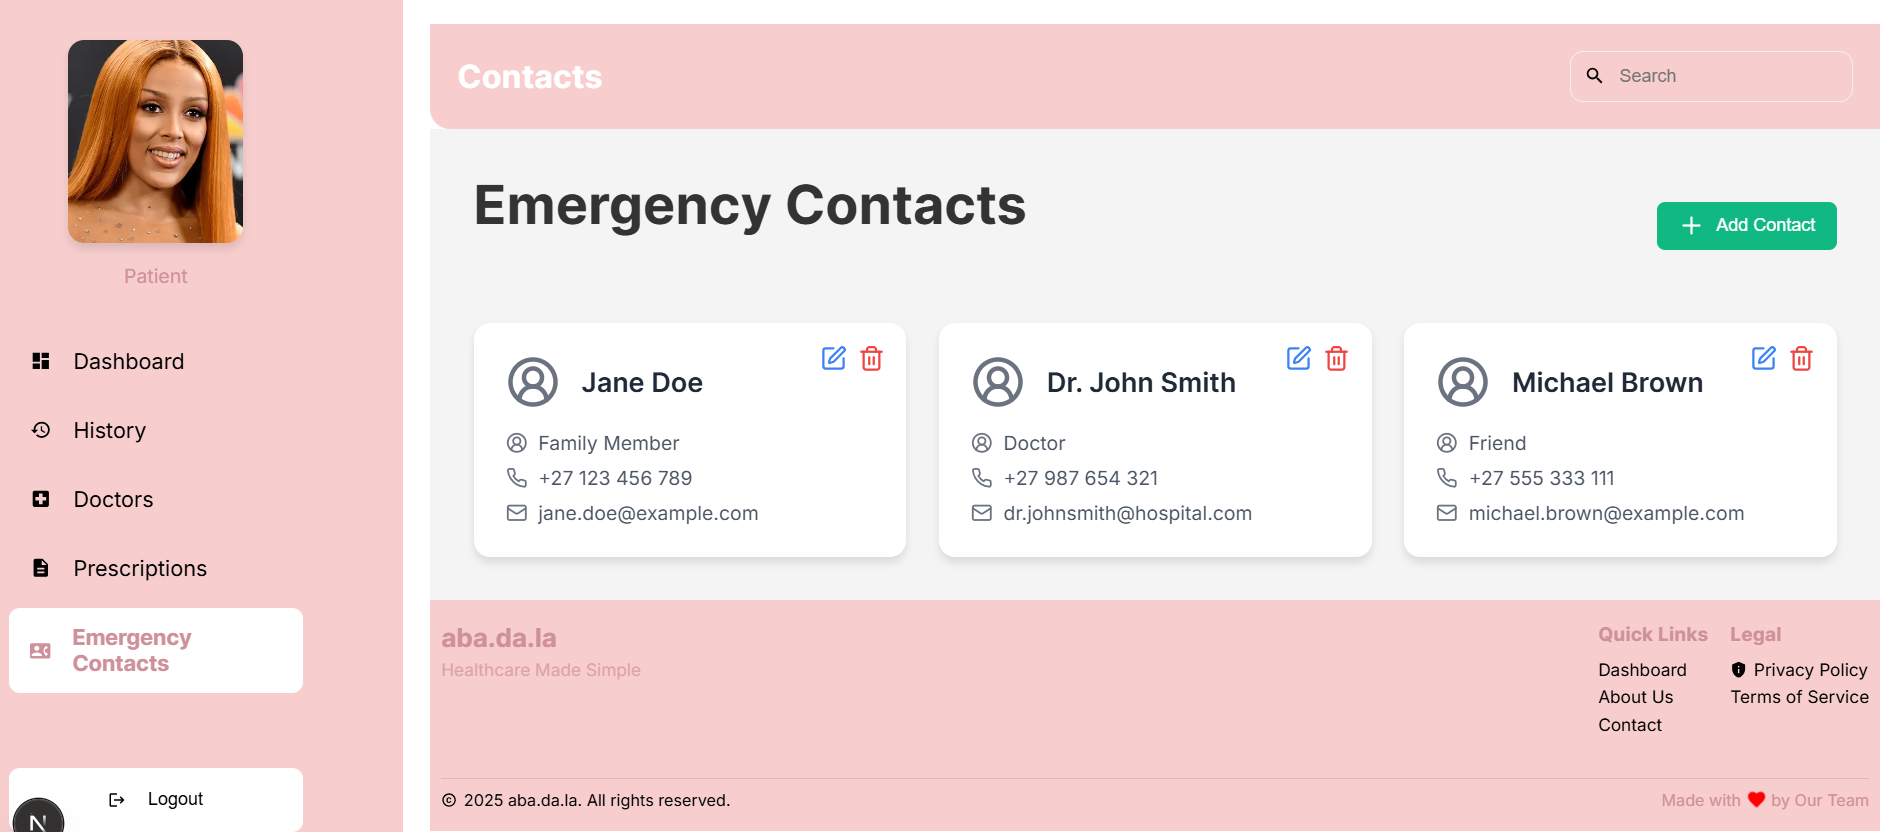 Patient
Dashboard
History
Doctors
Prescriptions
Emergency
Contacts
Logout
N
Contacts
Search
Emergency Contacts
Add Contact
Jane Doe
Family Member
+27 123 456 789
jane.doe@example.com
Dr. John Smith
Doctor
+27 987 654 321
dr.johnsmith@hospital.com
Michael Brown
Friend
+27 555 333 111
michael.brown@example.com
aba.da.la
Healthcare Made Simple
Quick Links
Dashboard
About Us
Contact
Legal
Privacy Policy
Terms of Service
© 2025 aba.da.la. All rights reserved.
Made with ❤️ by Our Team